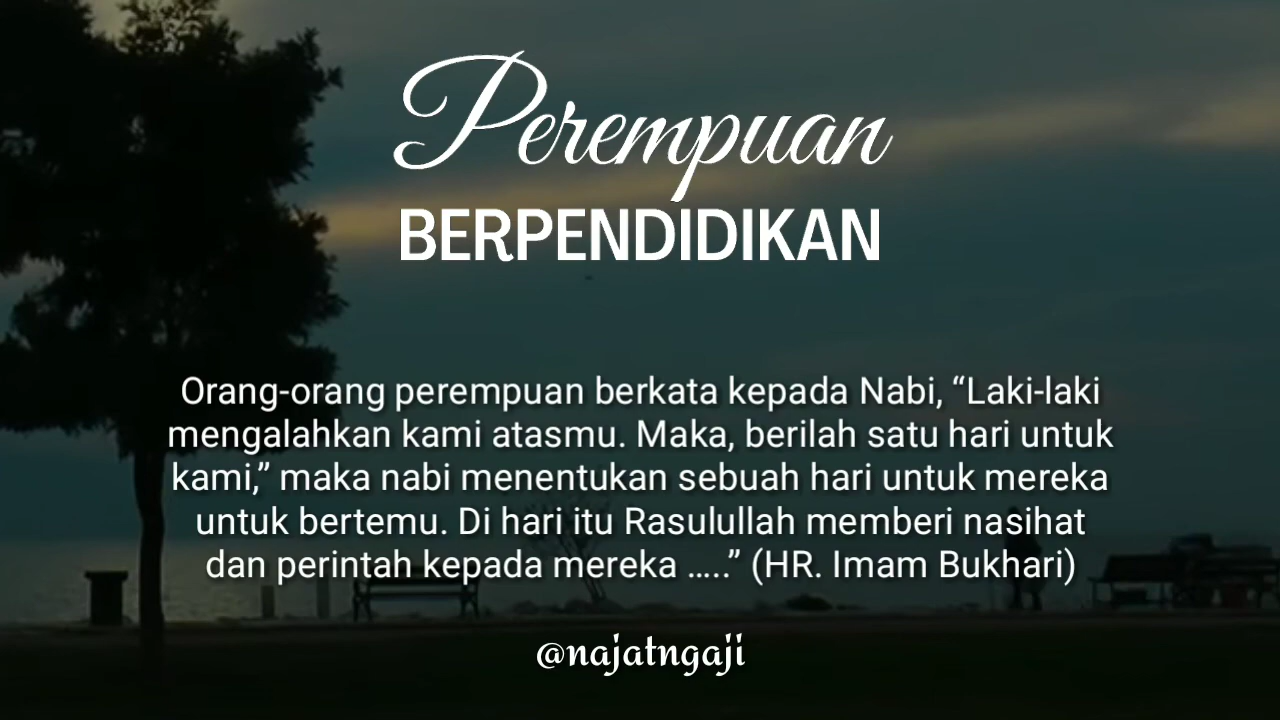 Perempuan
BERPENDIDIKAN
Orang-orang perempuan berkata kepada Nabi, “Laki-laki
mengalahkan kami atasmu. Maka, berilah satu hari untuk
kami,” maka nabi menentukan sebuah hari untuk mereka
untuk bertemu. Di hari itu Rasulullah memberi nasihat
dan perintah kepada mereka .....” (HR. Imam Bukhari)
@najatngaji